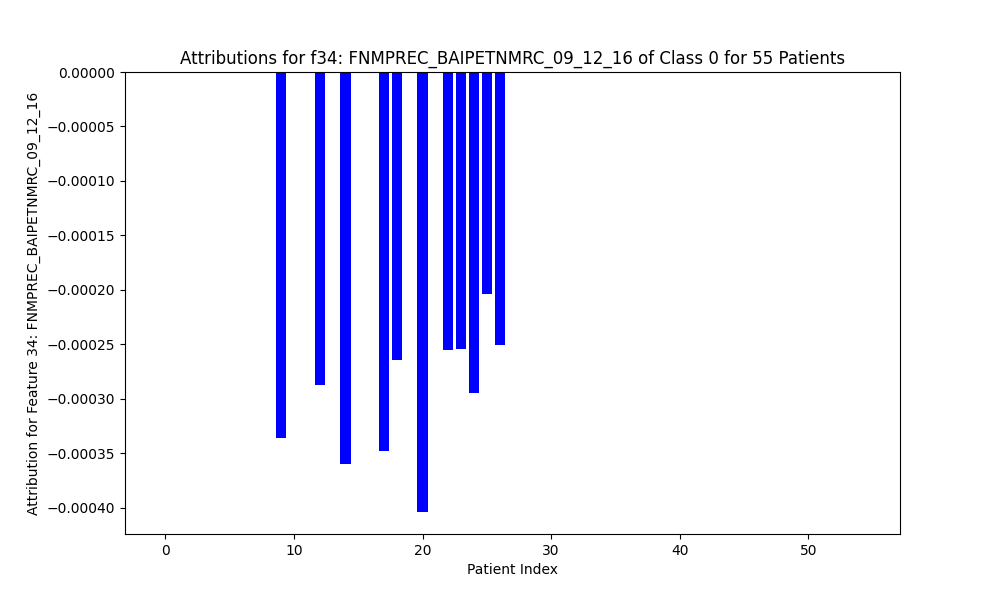 Attributions for f34: FNMPREC_BAIPETNMRC_09_12_16 of Class 0 for 55 Patients
Attribution for Feature 34: FNMPREC_BAIPETNMRC_09_12_16
0.00000
−0.00005
−0.00010
−0.00015
−0.00020
−0.00025
−0.00030
−0.00035
−0.00040
0 10 20 30 40 50
Patient Index